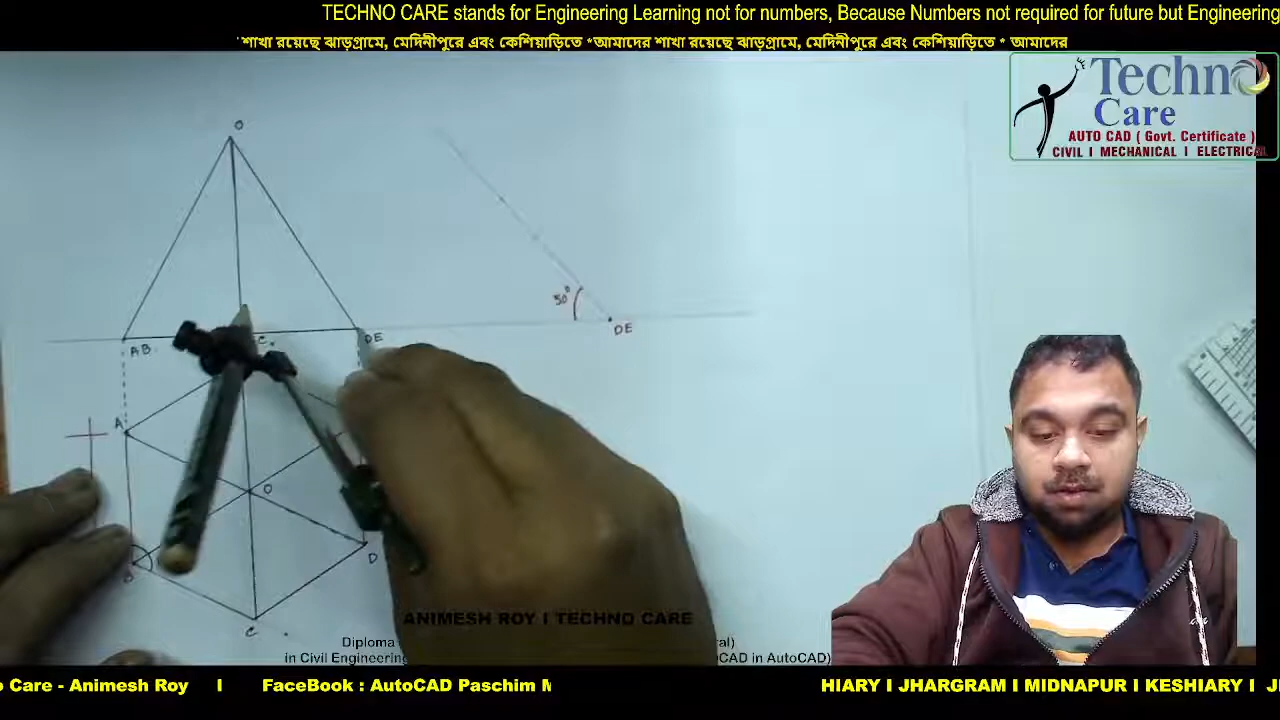 TECHNO CARE stands for Engineering Learning not for numbers, Because Numbers not required for future but Engineering
শাখা রয়েছে ঝাড়গ্রামে, মেদিনীপুরে এবং কেশিয়াড়িতে *আমাদের শাখা রয়েছে ঝাড়গ্রামে, মেদিনীপুরে এবং কেশিয়াড়িতে * আমাদের
Techno
Care
AUTO CAD ( Govt. Certificate )
CIVIL I MECHANICAL I ELECTRICAL
O
50°
DE
AB
C
DE
A
O
D
B
C
ANIMESH ROY I TECHNO CARE
Diploma
in Civil Engineering
CAD in AutoCAD)
Care - Animesh Roy I FaceBook : AutoCAD Paschim
HIARY I JHARGRAM I MIDNAPUR I KESHIARY I